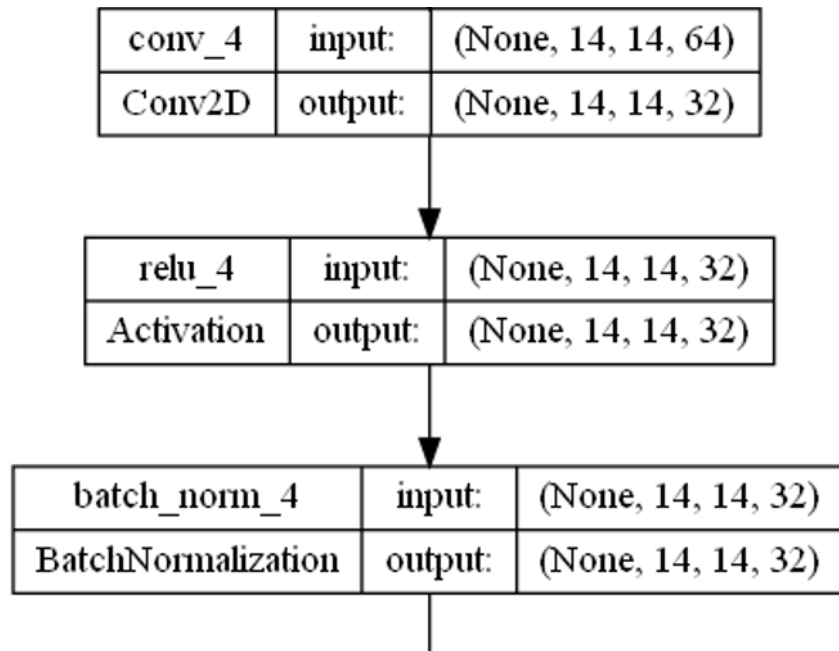 conv_4 input: (None, 14, 14, 64)
Conv2D output: (None, 14, 14, 32)
relu_4 input: (None, 14, 14, 32)
Activation output: (None, 14, 14, 32)
batch_norm_4 input: (None, 14, 14, 32)
BatchNormalization output: (None, 14, 14, 32)